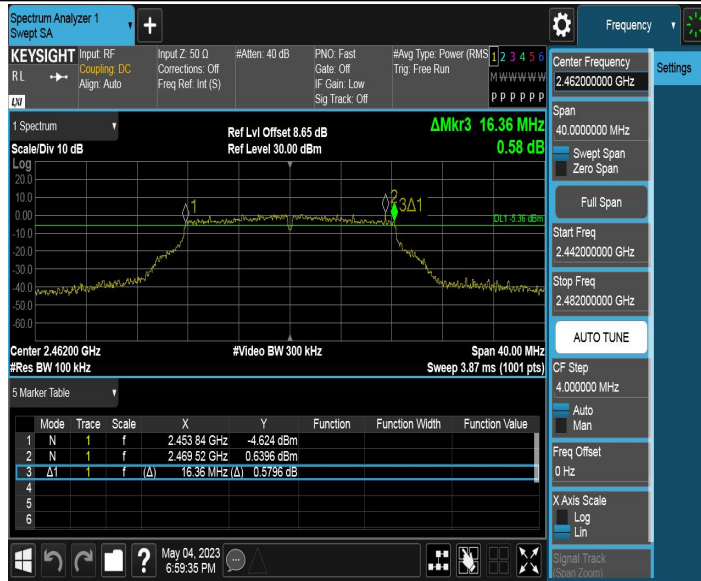 Spectrum Analyzer 1
Swept SA
Frequency
KEYSIGHT
RL
LXI
Input: RF
Coupling: DC
Align: Auto
Input Z: 50 Ω
Corrections: Off
Freq Ref: Int (S)
#Atten: 40 dB
PNO: Fast
Gate: Off
IF Gain: Low
Sig Track: Off
#Avg Type: Power (RMS
Trig: Free Run
1 2 3 4 5 6
M W W W W W
P P P P P P
1 Spectrum
Scale/Div 10 dB
Ref Lvl Offset 8.65 dB
Ref Level 30.00 dBm
ΔMkr3 16.36 MHz
0.58 dB
Log
20.0
10.0
0.00
-10.0
-20.0
-30.0
-40.0
-50.0
-60.0
1
2
3Δ1
DL1 -5.36 dBm
Center 2.46200 GHz
#Res BW 100 kHz
#Video BW 300 kHz
Span 40.00 MHz
Sweep 3.87 ms (1001 pts)
5 Marker Table
Mode Trace Scale X Y Function Function Width Function Value
1 N 1 f 2.453 84 GHz -4.624 dBm
2 N 1 f 2.469 52 GHz 0.6396 dBm
3 Δ1 1 f (Δ) 16.36 MHz (Δ) 0.5796 dB
4
5
6
May 04, 2023
6:59:35 PM
Center Frequency
2.462000000 GHz
Span
40.0000000 MHz
Swept Span
Zero Span
Full Span
Start Freq
2.442000000 GHz
Stop Freq
2.482000000 GHz
AUTO TUNE
CF Step
4.000000 MHz
Auto
Man
Freq Offset
0 Hz
X Axis Scale
Log
Lin
Signal Track
(Span Zoom)
Settings